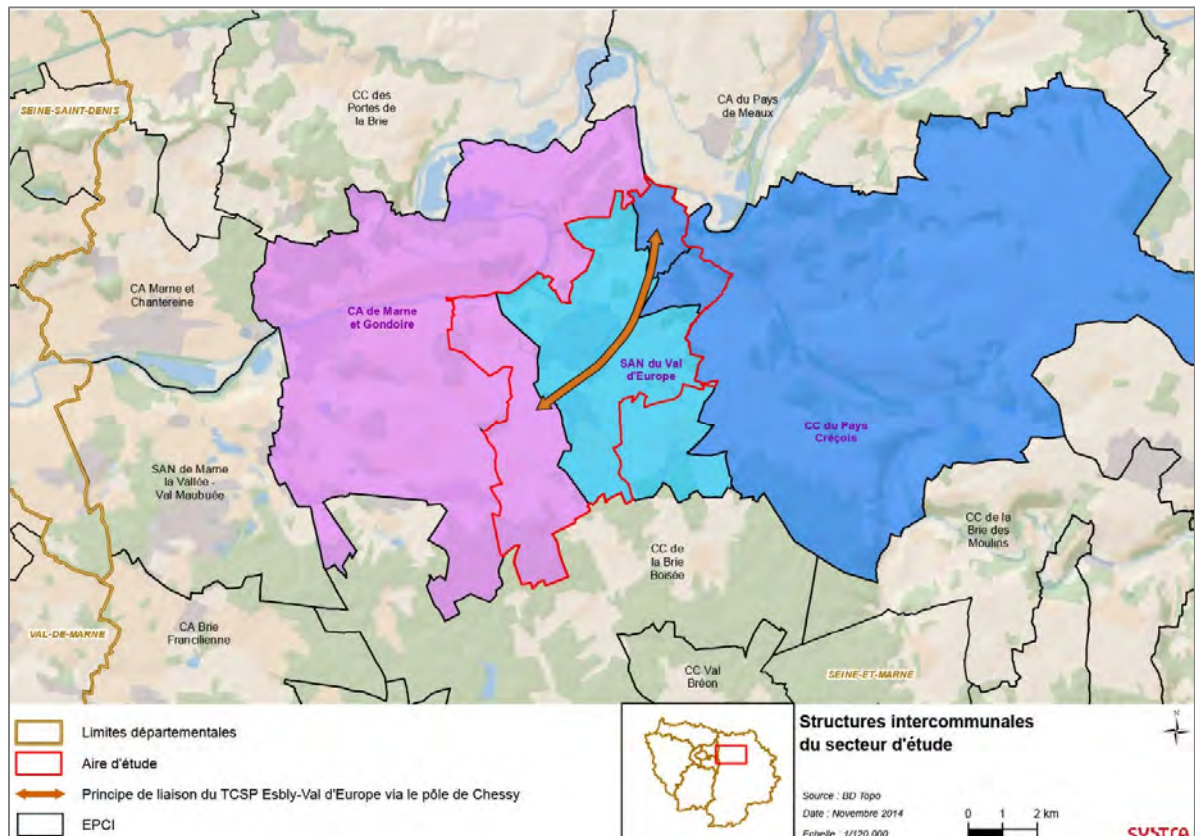 SEINE-SAINT-DENIS
CC des
Portes de
la Brie
CA du Pays
de Meaux
CA Marne et
Chantereine
CA de Marne
et Gondoire
SAN du Val
d'Europe
CC du Pays
Créçois
SAN de Marne
la Vallée -
Val Maubuée
CC de la
Brie des
Moulins
CC de
la Brie
Boisée
CA Brie
Francilienne
VAL-DE-MARNE
CC Val
Bréon
SEINE-ET-MARNE
Limites départementales
Aire d'étude
Principe de liaison du TCSP Esbly-Val d'Europe via le pôle de Chessy
EPCI
Structures intercommunales
du secteur d'étude
N
Source : BD Topo
Date : Novembre 2014
Echelle : 1/120 000
0 1 2 km
SYSTRA